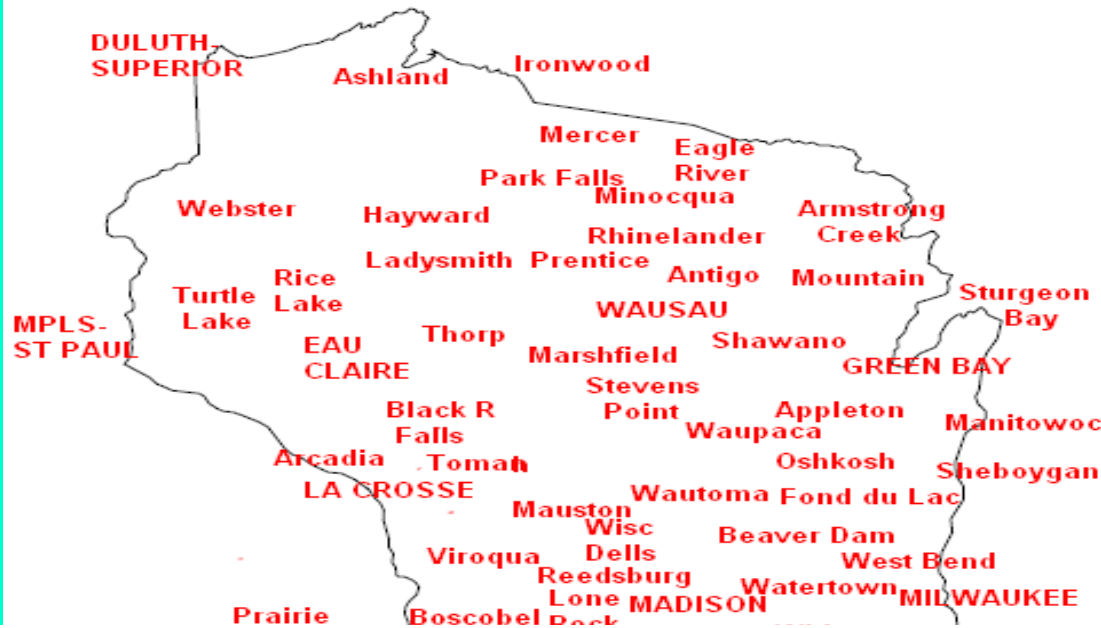 DULUTH-
SUPERIOR
Ashland
Ironwood
Mercer
Eagle
River
Park Falls
Minocqua
Webster
Hayward
Armstrong
Creek
Rhinelander
Ladysmith
Prentice
Rice
Lake
Antigo
Mountain
Turtle
Lake
Sturgeon
Bay
WAUSAU
MPLS-
ST PAUL
Thorp
EAU
CLAIRE
Marshfield
Shawano
GREEN BAY
Stevens
Point
Black R
Falls
Appleton
Waupaca
Manitowoc
Arcadia
Tomah
Oshkosh
Sheboygan
LA CROSSE
Wautoma
Fond du Lac
Mauston
Wisc
Dells
Beaver Dam
Viroqua
West Bend
Reedsburg
Watertown
Lone
Rock
MADISON
MILWAUKEE
Prairie
Boscobel